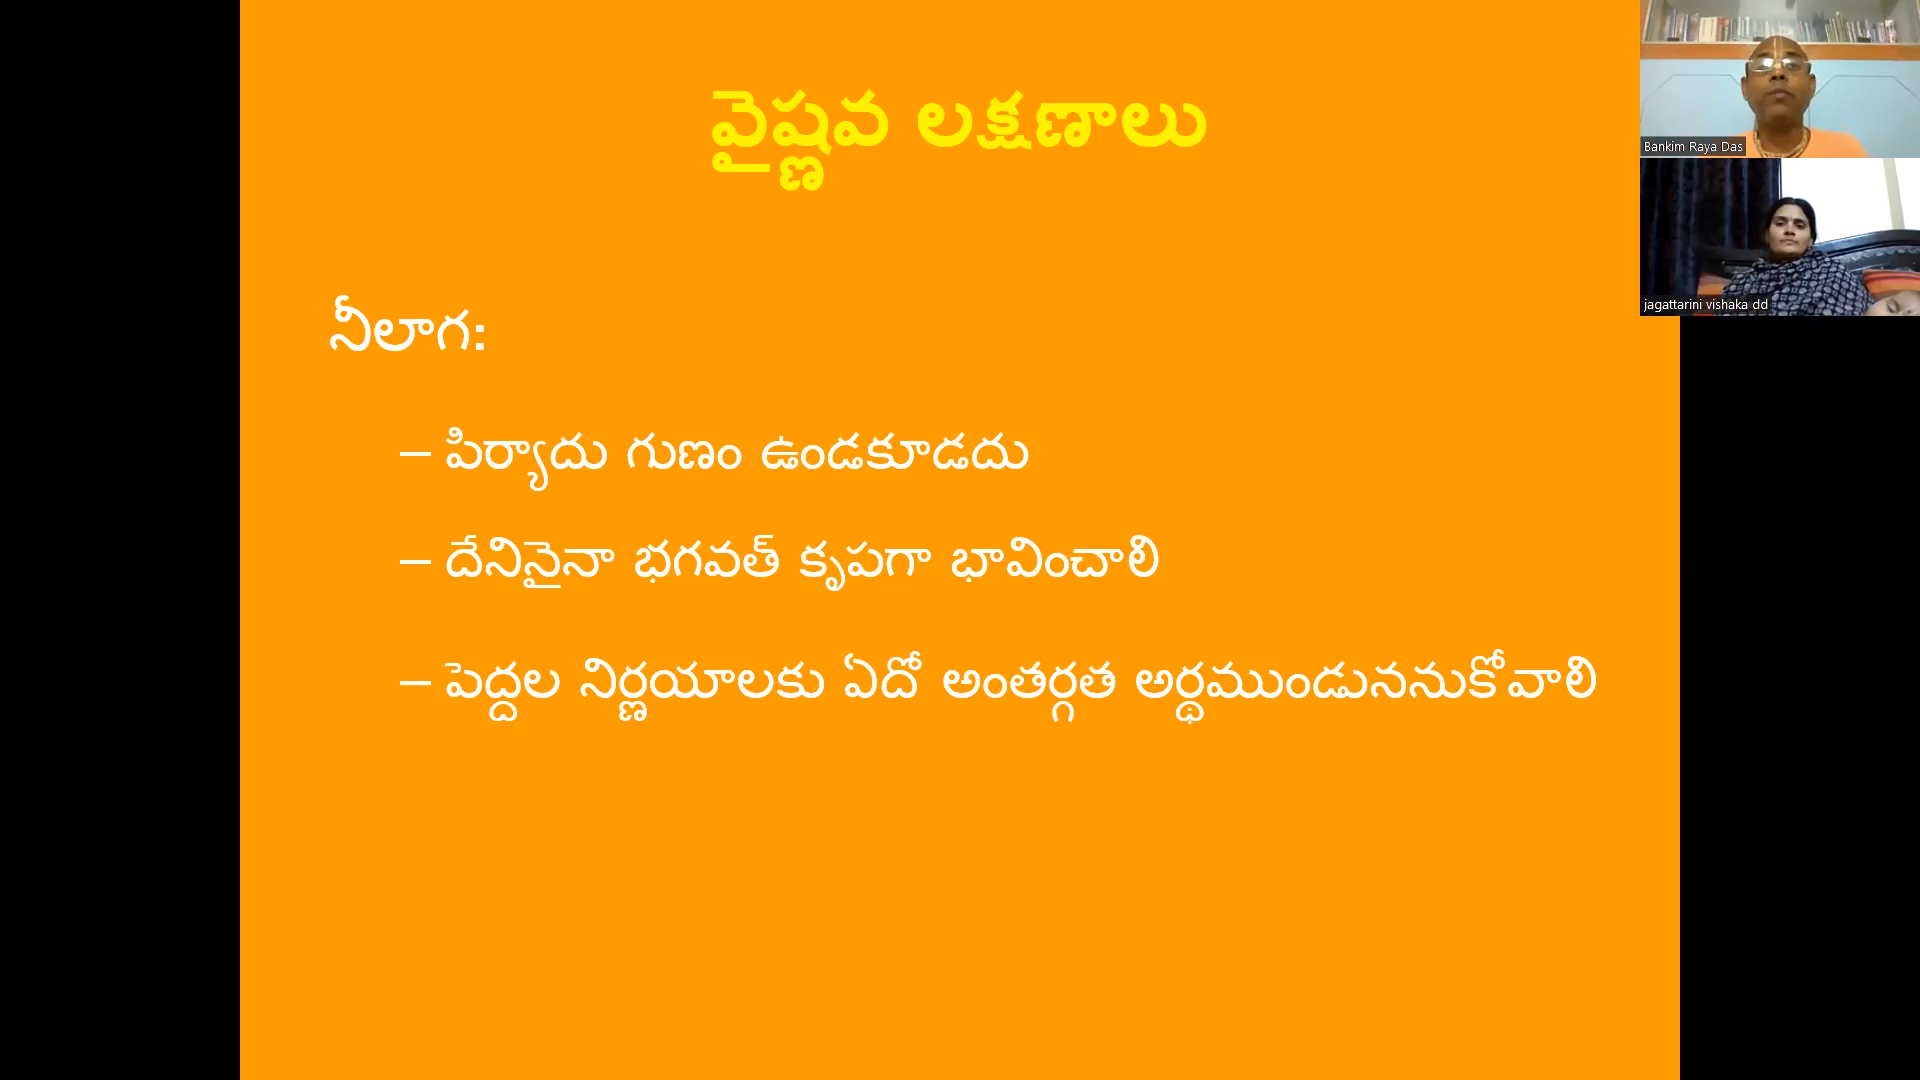 వైష్ణవ లక్షణాలు
నీలాగ:
– పిర్యాదు గుణం ఉండకూడదు
– దేనినైనా భగవత్ కృపగా భావించాలి
– పెద్దల నిర్ణయాలకు ఏదో అంతర్గత అర్థముండుననుకోవాలి
Bankim Raya Das
jagattarini vishaka dd